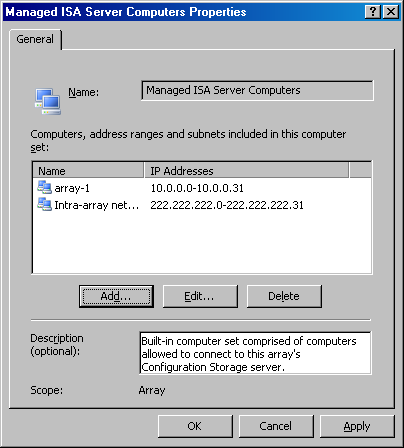 Managed ISA Server Computers Properties
General
Name: Managed ISA Server Computers
Computers, address ranges and subnets included in this computer
set:
Name IP Addresses
array-1 10.0.0.0-10.0.0.31
Intra-array net... 222.222.222.0-222.222.222.31
Add... Edit... Delete
Description
(optional):
Built-in computer set comprised of computers
allowed to connect to this array's
Configuration Storage server.
Scope: Array
OK Cancel Apply